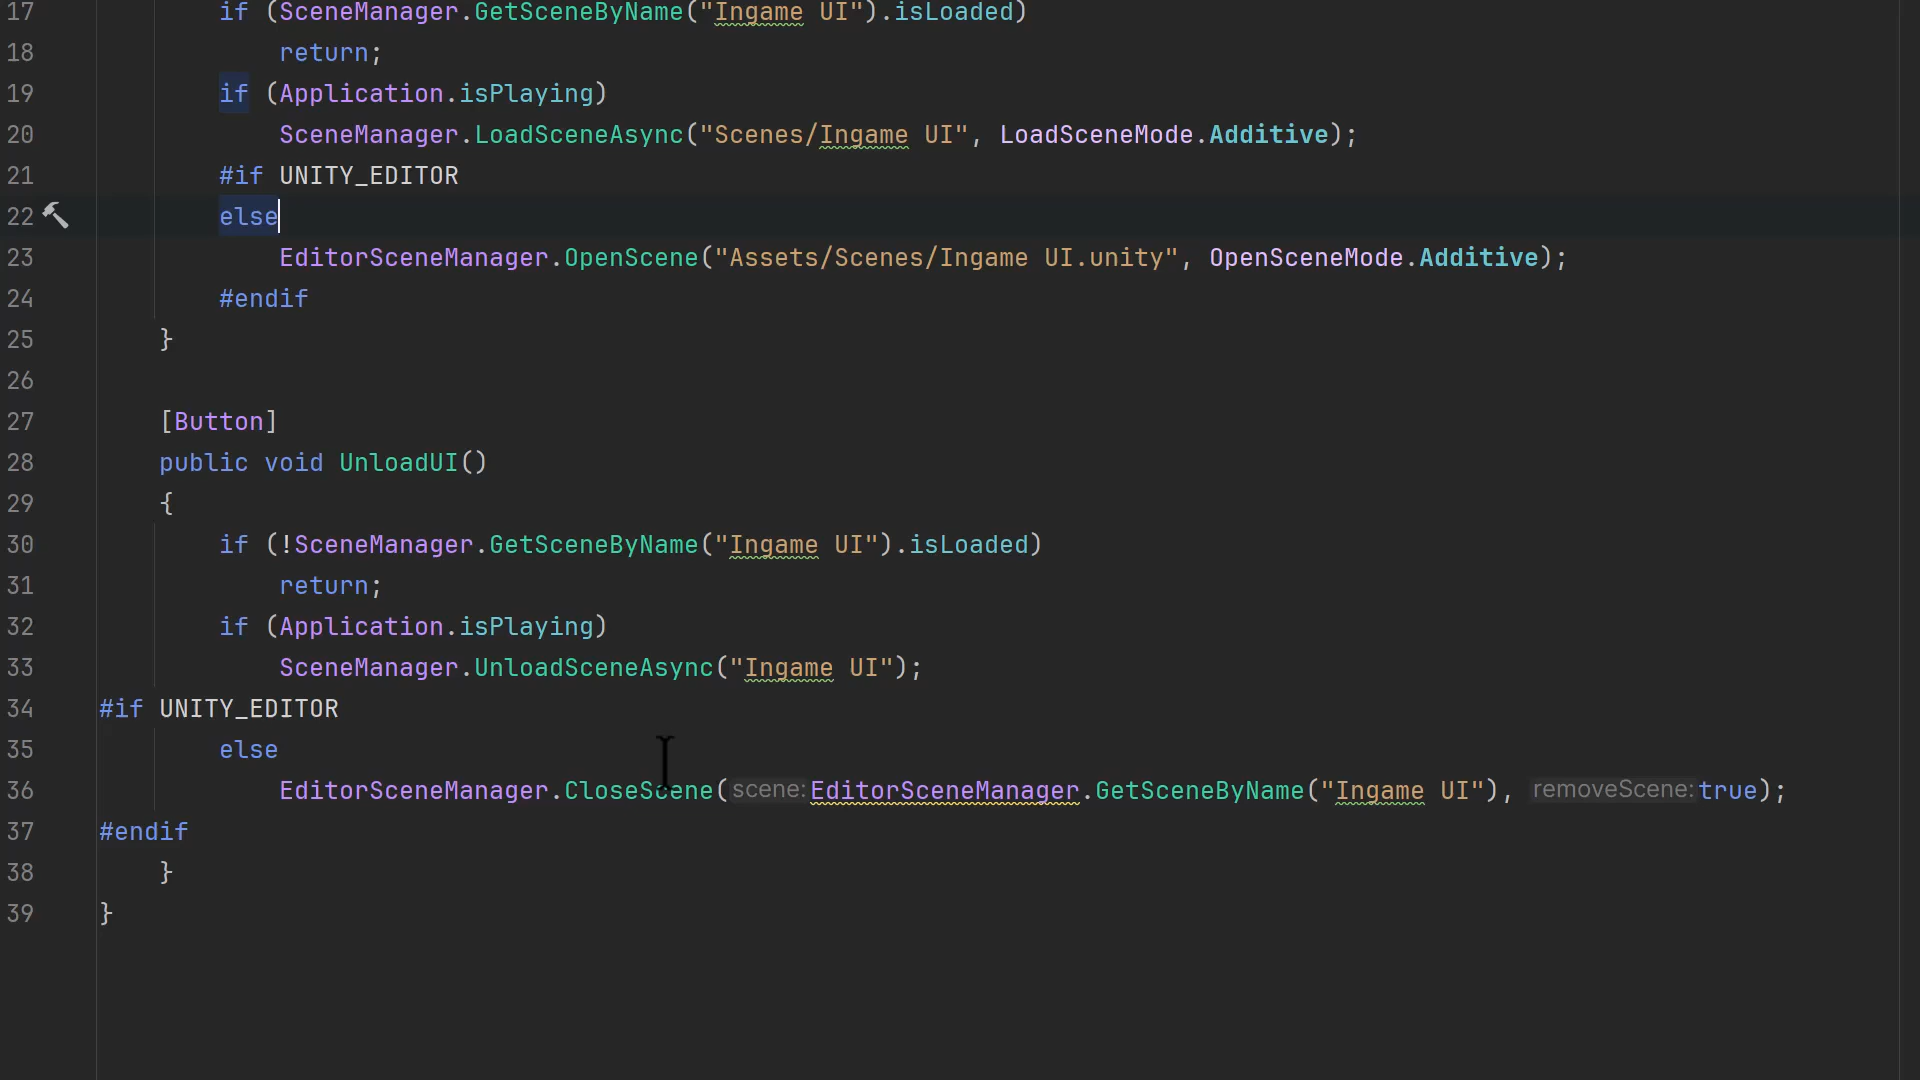 17 if (SceneManager.GetSceneByName("Ingame UI").isLoaded)
18 return;
19 if (Application.isPlaying)
20 SceneManager.LoadSceneAsync("Scenes/Ingame UI", LoadSceneMode.Additive);
21 #if UNITY_EDITOR
22 else
23 EditorSceneManager.OpenScene("Assets/Scenes/Ingame UI.unity", OpenSceneMode.Additive);
24 #endif
25 }
26
27 [Button]
28 public void UnloadUI()
29 {
30 if (!SceneManager.GetSceneByName("Ingame UI").isLoaded)
31 return;
32 if (Application.isPlaying)
33 SceneManager.UnloadSceneAsync("Ingame UI");
34 #if UNITY_EDITOR
35 else
36 EditorSceneManager.CloseScene(scene:EditorSceneManager.GetSceneByName("Ingame UI"), removeScene:true);
37 #endif
38 }
39 }